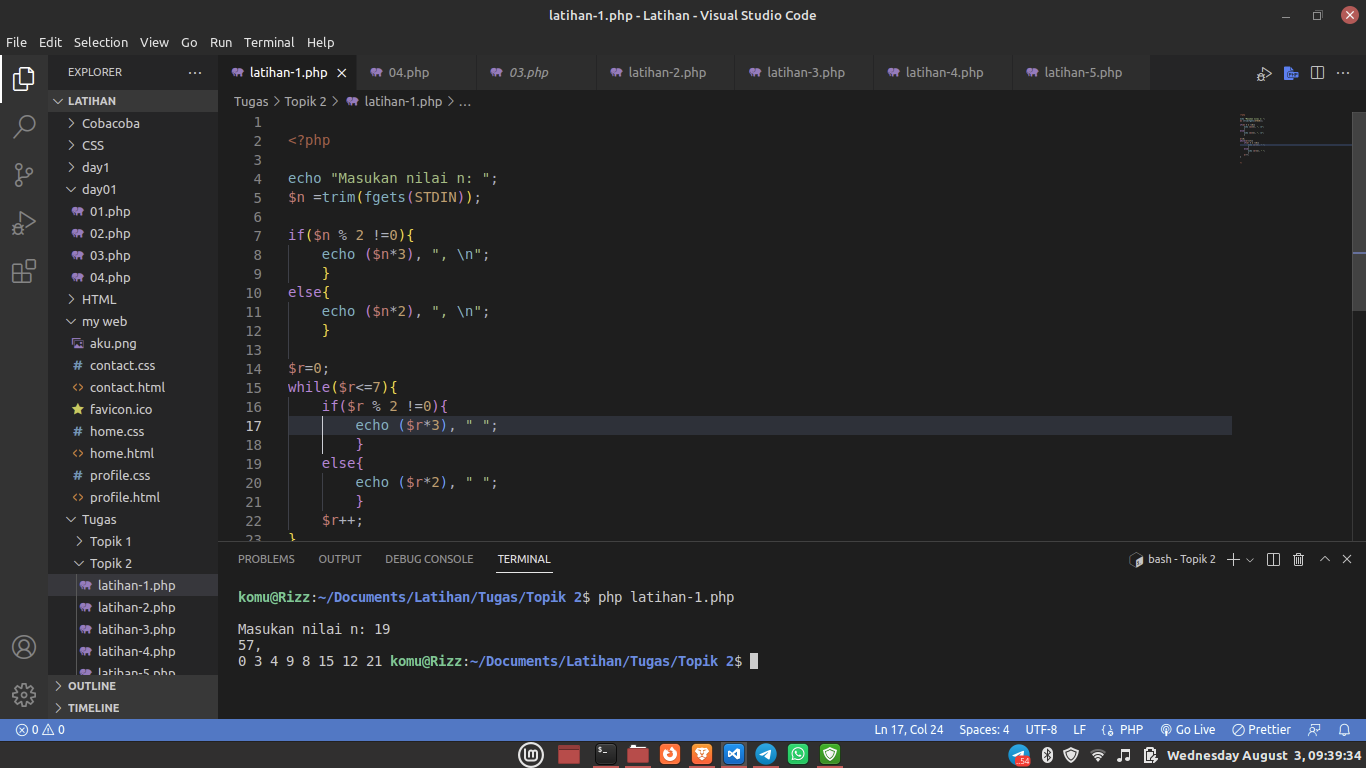 latihan-1.php - Latihan - Visual Studio Code
File Edit Selection View Go Run Terminal Help
EXPLORER
LATIHAN
Cobacoba
CSS
day1
day01
01.php
02.php
03.php
04.php
HTML
my web
aku.png
contact.css
contact.html
favicon.ico
home.css
home.html
profile.css
profile.html
Tugas
Topik 1
Topik 2
latihan-1.php
latihan-2.php
latihan-3.php
latihan-4.php
latihan-5.php
OUTLINE
TIMELINE
latihan-1.php 04.php 03.php latihan-2.php latihan-3.php latihan-4.php latihan-5.php
Tugas > Topik 2 > latihan-1.php > ...
1
2 <?php
3
4 echo "Masukan nilai n: ";
5 $n =trim(fgets(STDIN));
6
7 if($n % 2 !=0){
8 echo ($n*3), ", \n";
9 }
10 else{
11 echo ($n*2), ", \n";
12 }
13
14 $r=0;
15 while($r<=7){
16 if($r % 2 !=0){
17 echo ($r*3), " ";
18 }
19 else{
20 echo ($r*2), " ";
21 }
22 $r++;
23 }
PROBLEMS OUTPUT DEBUG CONSOLE TERMINAL
bash - Topik 2
komu@Rizz:~/Documents/Latihan/Tugas/Topik 2$ php latihan-1.php
Masukan nilai n: 19
57,
0 3 4 9 8 15 12 21 komu@Rizz:~/Documents/Latihan/Tugas/Topik 2$
0 0 Ln 17, Col 24 Spaces: 4 UTF-8 LF {} PHP Go Live Prettier
54
Wednesday August 3, 09:39:34